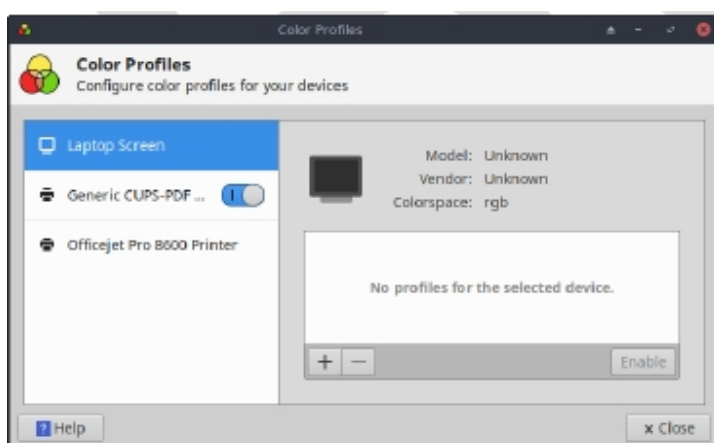 Color Profiles
Color Profiles
Configure color profiles for your devices
Laptop Screen
Generic CUPS-PDF ...
Officejet Pro 8600 Printer
Model: Unknown
Vendor: Unknown
Colorspace: rgb
No profiles for the selected device.
+ −
Enable
? Help
x Close